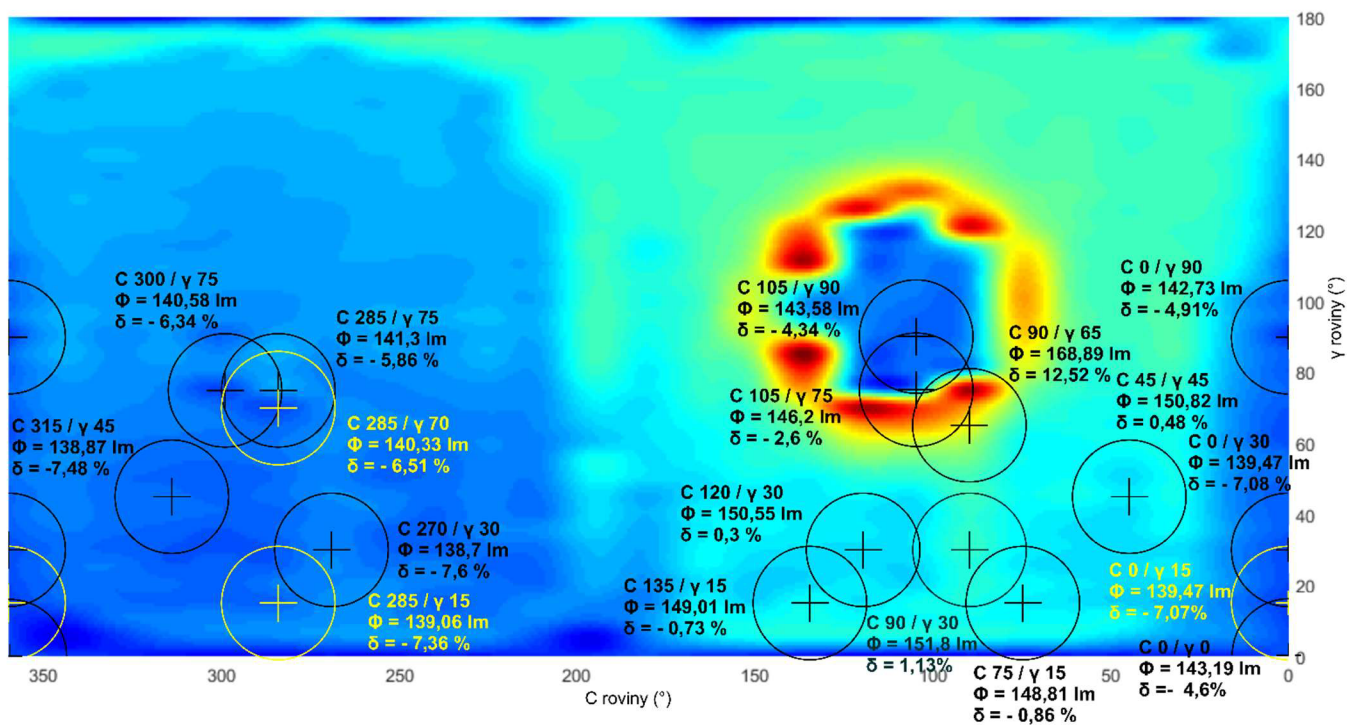 180
160
140
120
100
80
60
40
20
0
γ roviny (°)
C 300 / γ 75
Φ = 140,58 lm
δ = - 6,34 %
C 285 / γ 75
Φ = 141,3 lm
δ = - 5,86 %
C 105 / γ 90
Φ = 143,58 lm
δ = - 4,34 %
C 0 / γ 90
Φ = 142,73 lm
δ = - 4,91%
C 90 / γ 65
Φ = 168,89 lm
δ = 12,52 %
C 315 / γ 45
Φ = 138,87 lm
δ = -7,48 %
C 285 / γ 70
Φ = 140,33 lm
δ = -6,51 %
C 105 / γ 75
Φ = 146,2 lm
δ = - 2,6 %
C 45 / γ 45
Φ = 150,82 lm
δ = 0,48 %
C 0 / γ 30
Φ = 139,47 lm
δ = -7,08 %
C 270 / γ 30
Φ = 138,7 lm
δ = -7,6 %
C 120 / γ 30
Φ = 150,55 lm
δ = 0,3 %
C 285 / γ 15
Φ = 139,06 lm
δ = -7,36 %
C 135 / γ 15
Φ = 149,01 lm
δ = - 0,73 %
C 90 / γ 30
Φ = 151,8 lm
δ = 1,13%
C 0 / γ 15
Φ = 139,47 lm
δ = - 7,07%
C 75 / γ 15
Φ = 148,81 lm
δ = - 0,86 %
C 0 / γ 0
Φ = 143,19 lm
δ =- 4,6%
350 300 250 200 150 100 50 0
C roviny (°)